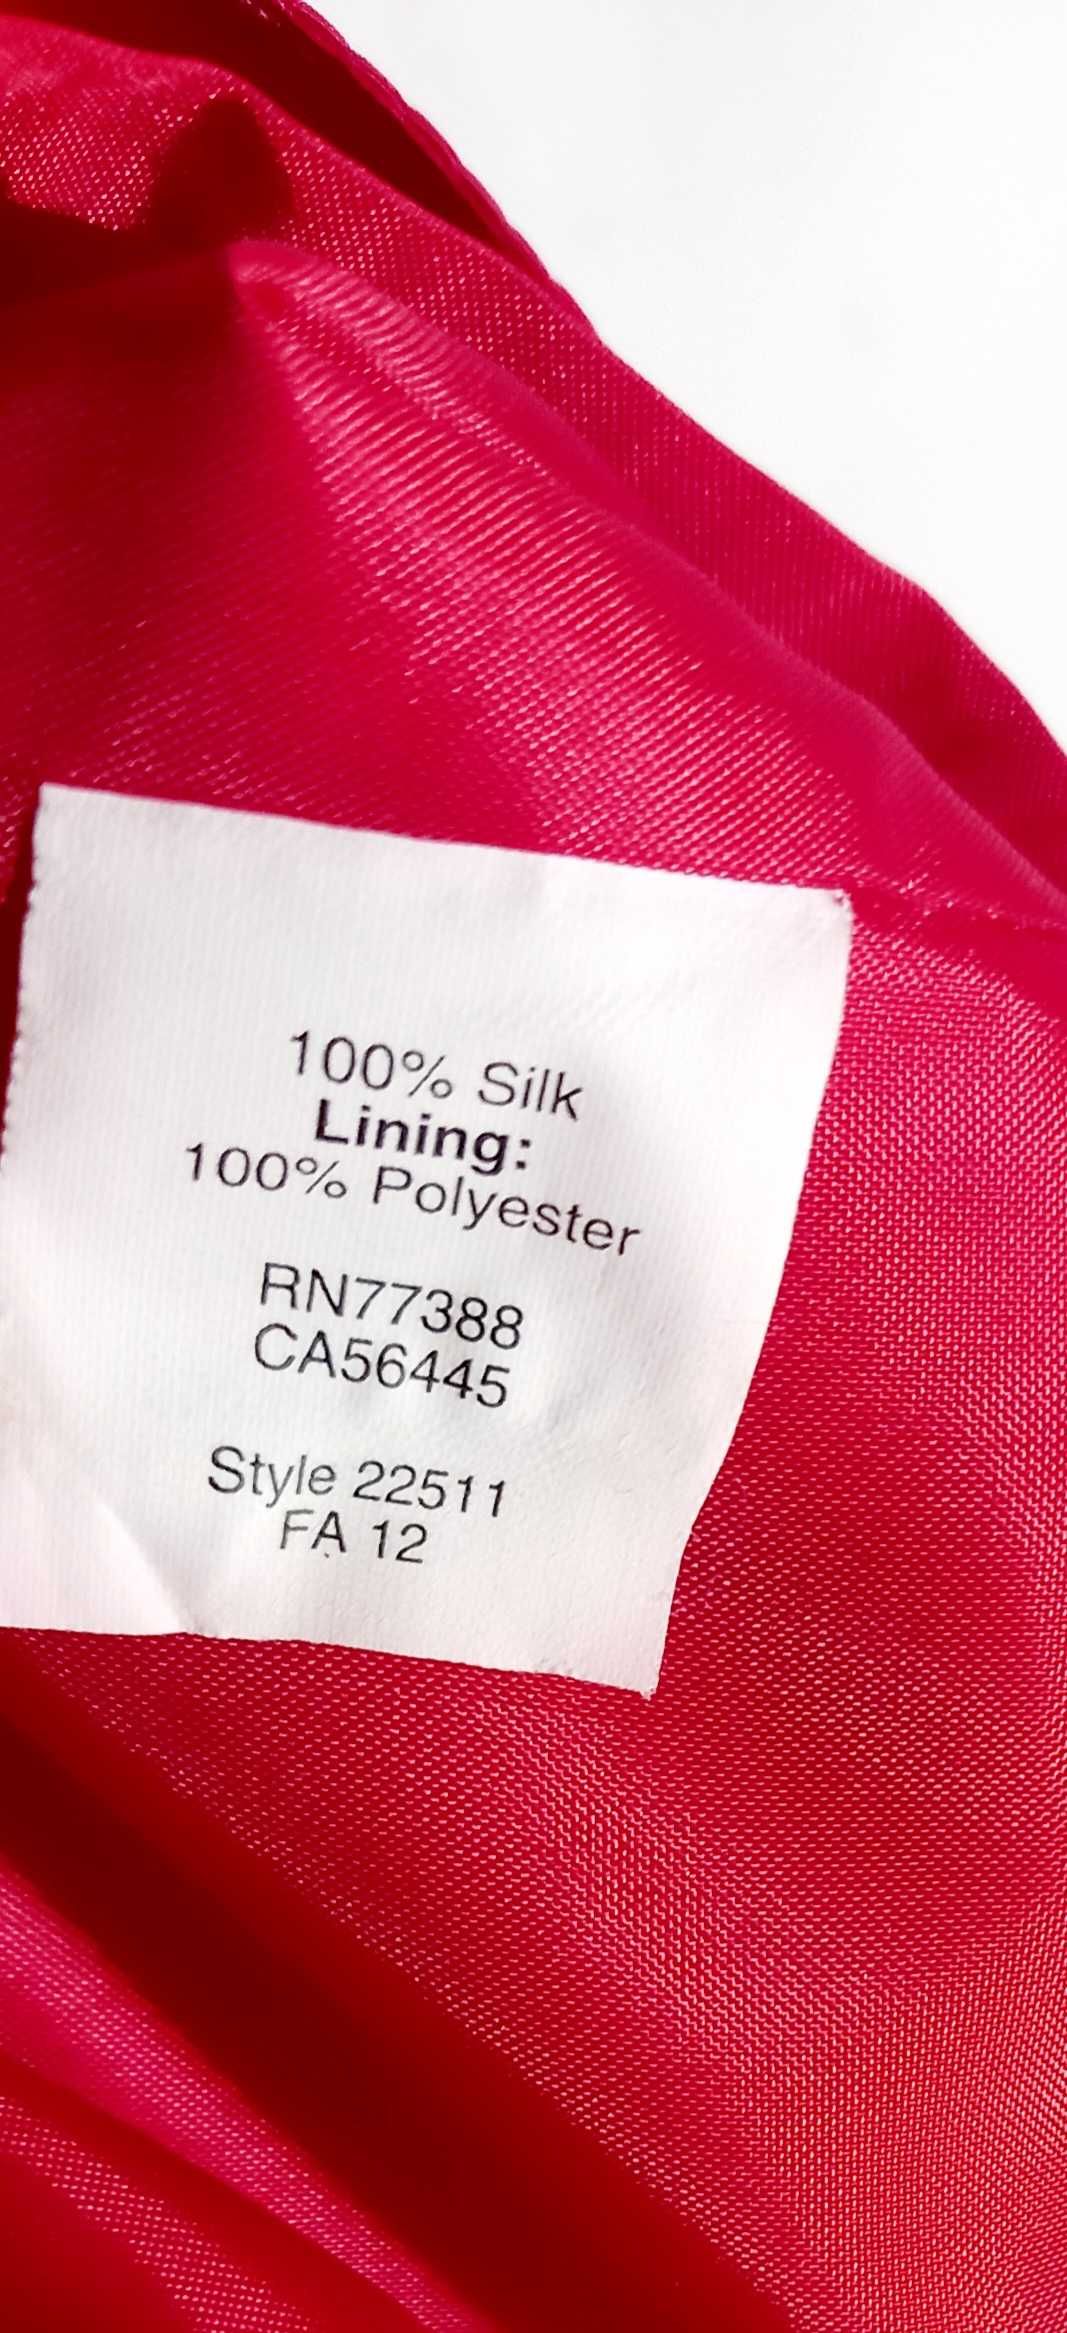 100% Silk
Lining:
100% Polyester
RN77388
CA56445
Style 22511
FA 12